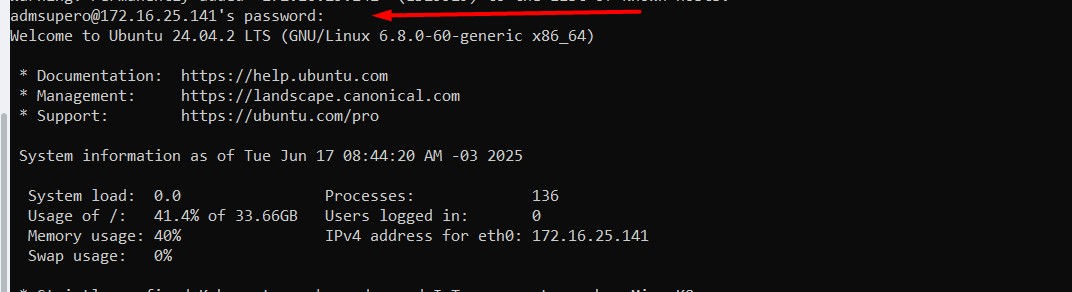 admsupero@172.16.25.141's password:
Welcome to Ubuntu 24.04.2 LTS (GNU/Linux 6.8.0-60-generic x86_64)
* Documentation: https://help.ubuntu.com
* Management: https://landscape.canonical.com
* Support: https://ubuntu.com/pro
System information as of Tue Jun 17 08:44:20 AM -03 2025
System load: 0.0 Processes: 136
Usage of /: 41.4% of 33.66GB Users logged in: 0
Memory usage: 40% IPv4 address for eth0: 172.16.25.141
Swap usage: 0%